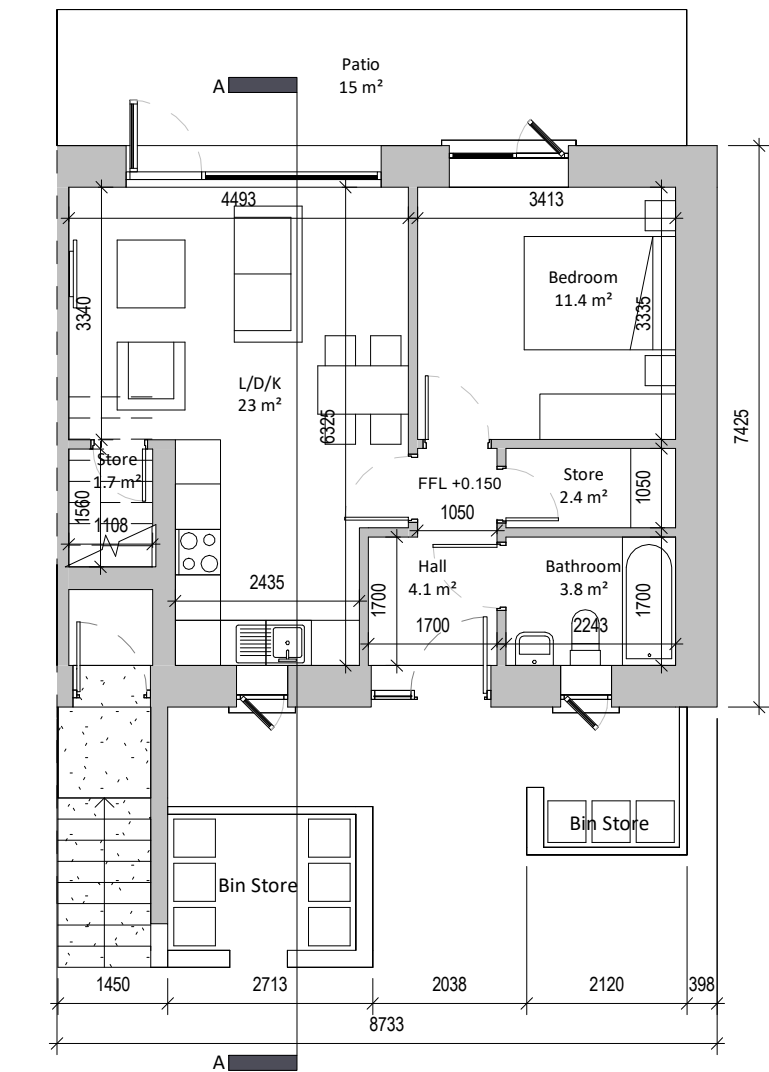 Patio
15 m²
A
4493
3413
Bedroom
11.4 m²
3340
3335
L/D/K
23 m²
6325
7425
Store
1.7 m²
FFL +0.150
Store
2.4 m²
1050
1560
1050
1108
Hall
4.1 m²
Bathroom
3.8 m²
2435
1700
1700
1700
2243
Bin Store
Bin Store
1450
2713
2038
2120
398
8733
A